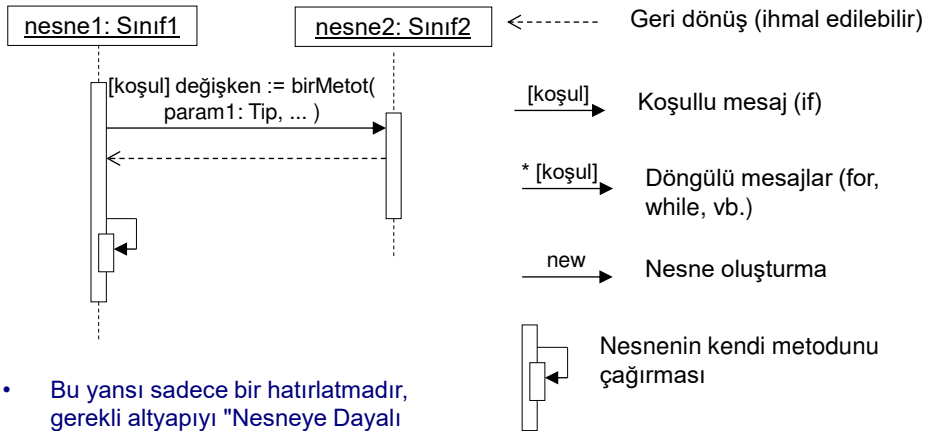 nesne1: Sınıf1
nesne2: Sınıf2
[koşul] değişken := birMetot(
param1: Tip, ... )
Geri dönüş (ihmal edilebilir)
[koşul]
Koşullu mesaj (if)
* [koşul]
Döngülü mesajlar (for,
while, vb.)
new
Nesne oluşturma
Nesnenin kendi metodunu
çağırması
• Bu yansı sadece bir hatırlatmadır,
gerekli altyapıyı "Nesneye Dayalı